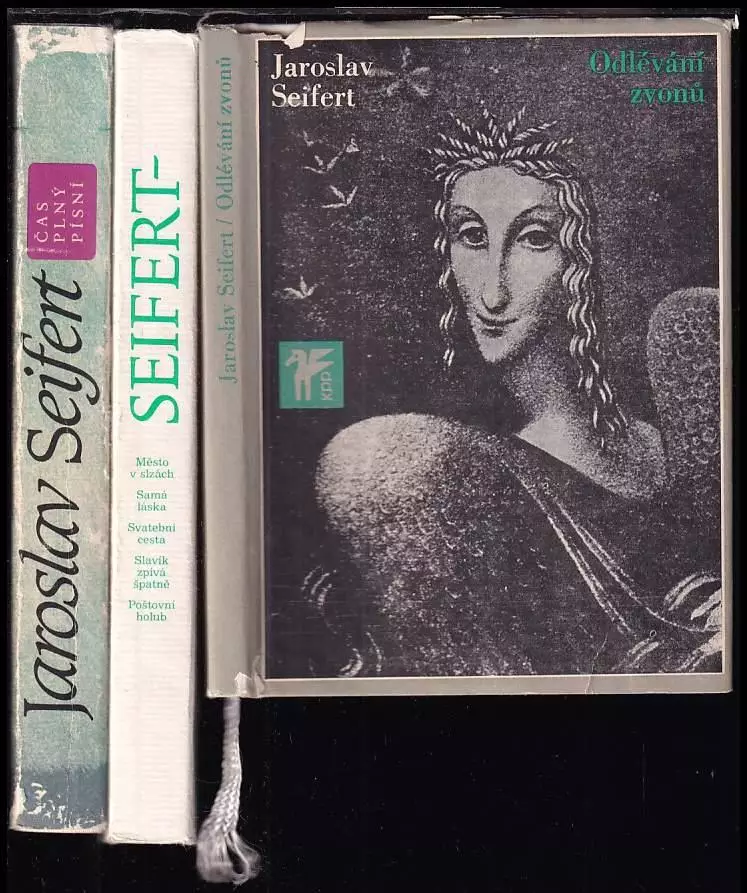 Jaroslav Seifert
ČAS
PLNÝ
PÍSNÍ
SEIFERT-
Město
v slzách
Samá
láska
Svatební
cesta
Slavík
zpívá
špatně
Poštovní
holub
Jaroslav Seifert / Odlévání zvonů
Jaroslav
Seifert
Odlévání
zvonů
KPP